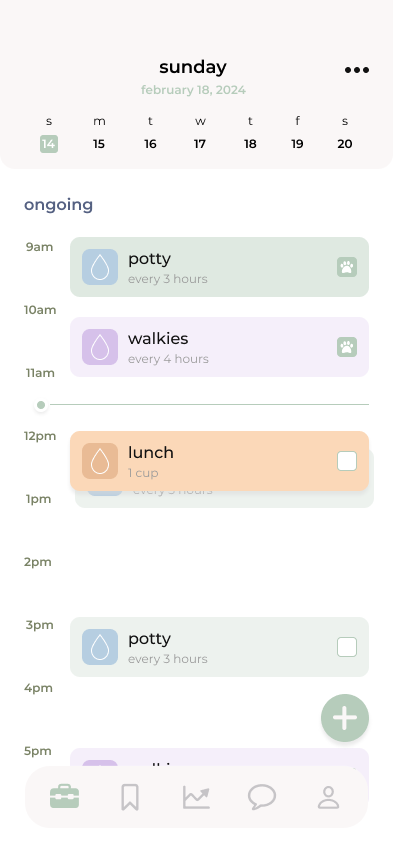 sunday
february 18, 2024
s m t w t f s
14 15 16 17 18 19 20
ongoing
9am
potty
every 3 hours
10am
walkies
every 4 hours
11am
12pm
lunch
1 cup
every 3 hours
1pm
2pm
3pm
potty
every 3 hours
4pm
5pm